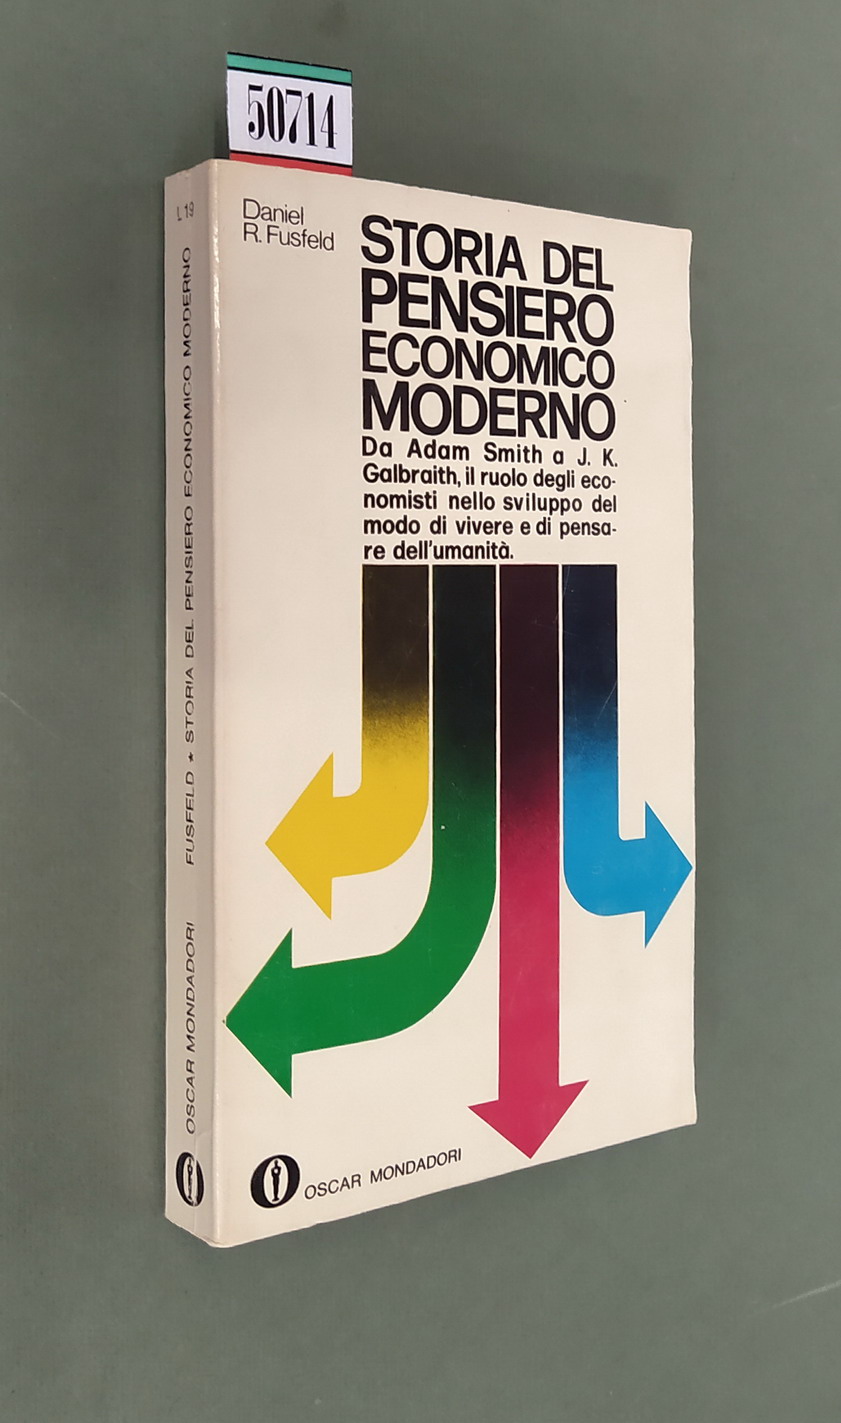 50714
Daniel
R. Fusfeld
STORIA DEL
PENSIERO
ECONOMICO
MODERNO
Da Adam Smith a J. K.
Galbraith, il ruolo degli eco-
nomisti nello sviluppo del
modo di vivere e di pensa-
re dell'umanità.
OSCAR MONDADORI
L 19
OSCAR MONDADORI FUSFELD ★ STORIA DEL PENSIERO ECONOMICO MODERNO